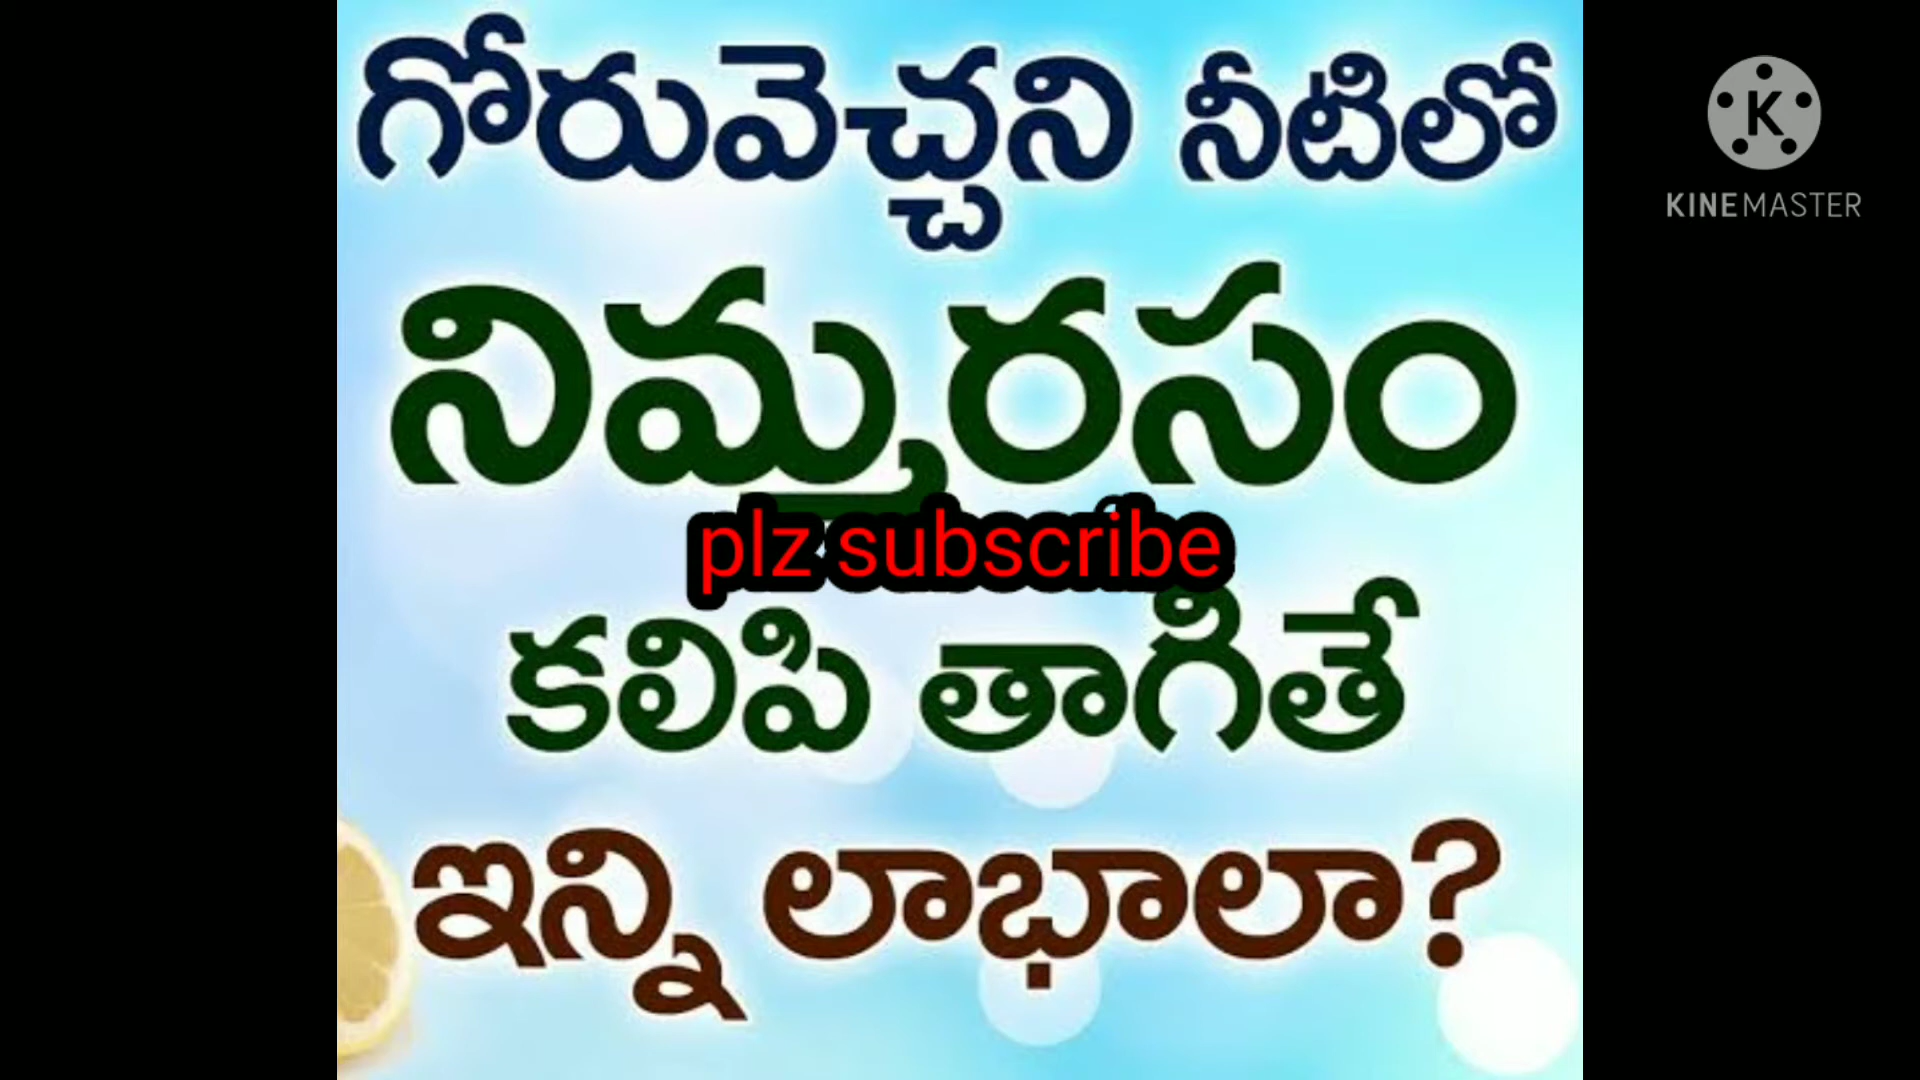 గోరువెచ్చని నీటిలో
K
KINEMASTER
నిమ్మరసం
plz subscribe
కలిపి తాగితే
ఇన్ని లాభాలా?